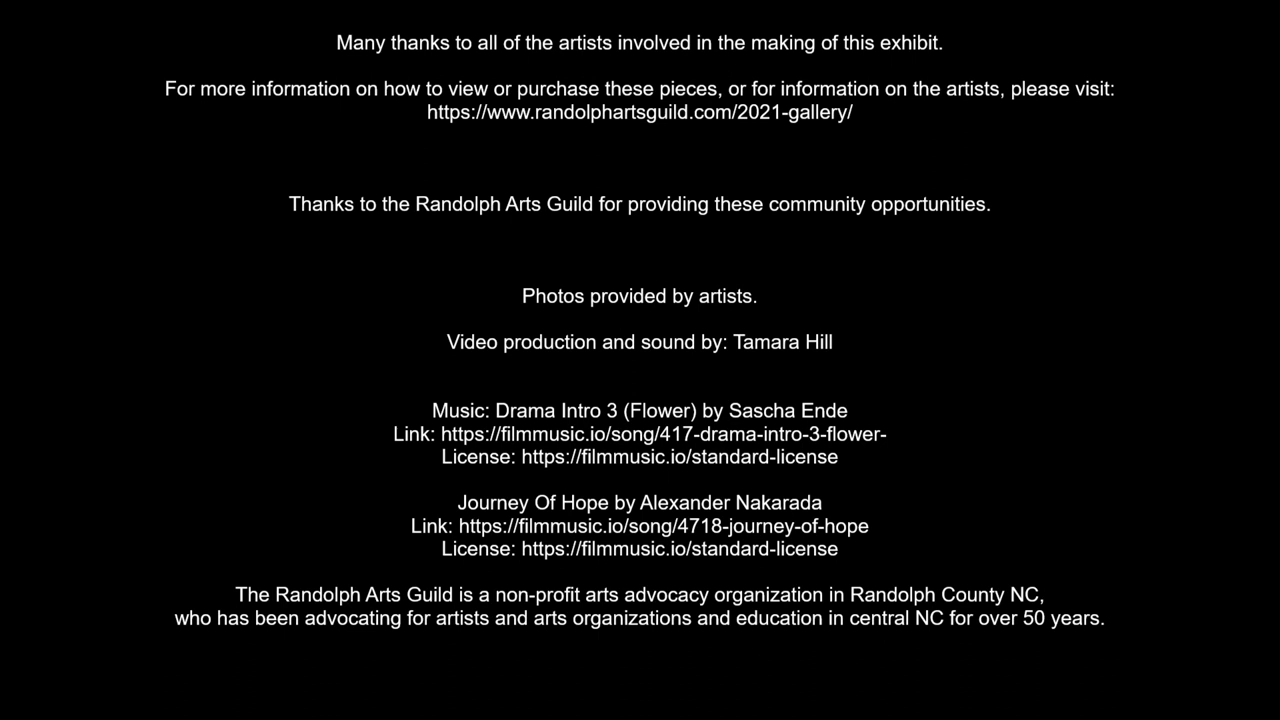 Many thanks to all of the artists involved in the making of this exhibit.
For more information on how to view or purchase these pieces, or for information on the artists, please visit:
https://www.randolphartsguild.com/2021-gallery/
Thanks to the Randolph Arts Guild for providing these community opportunities.
Photos provided by artists.
Video production and sound by: Tamara Hill
Music: Drama Intro 3 (Flower) by Sascha Ende
Link: https://filmmusic.io/song/417-drama-intro-3-flower-
License: https://filmmusic.io/standard-license
Journey Of Hope by Alexander Nakarada
Link: https://filmmusic.io/song/4718-journey-of-hope
License: https://filmmusic.io/standard-license
The Randolph Arts Guild is a non-profit arts advocacy organization in Randolph County NC,
who has been advocating for artists and arts organizations and education in central NC for over 50 years.